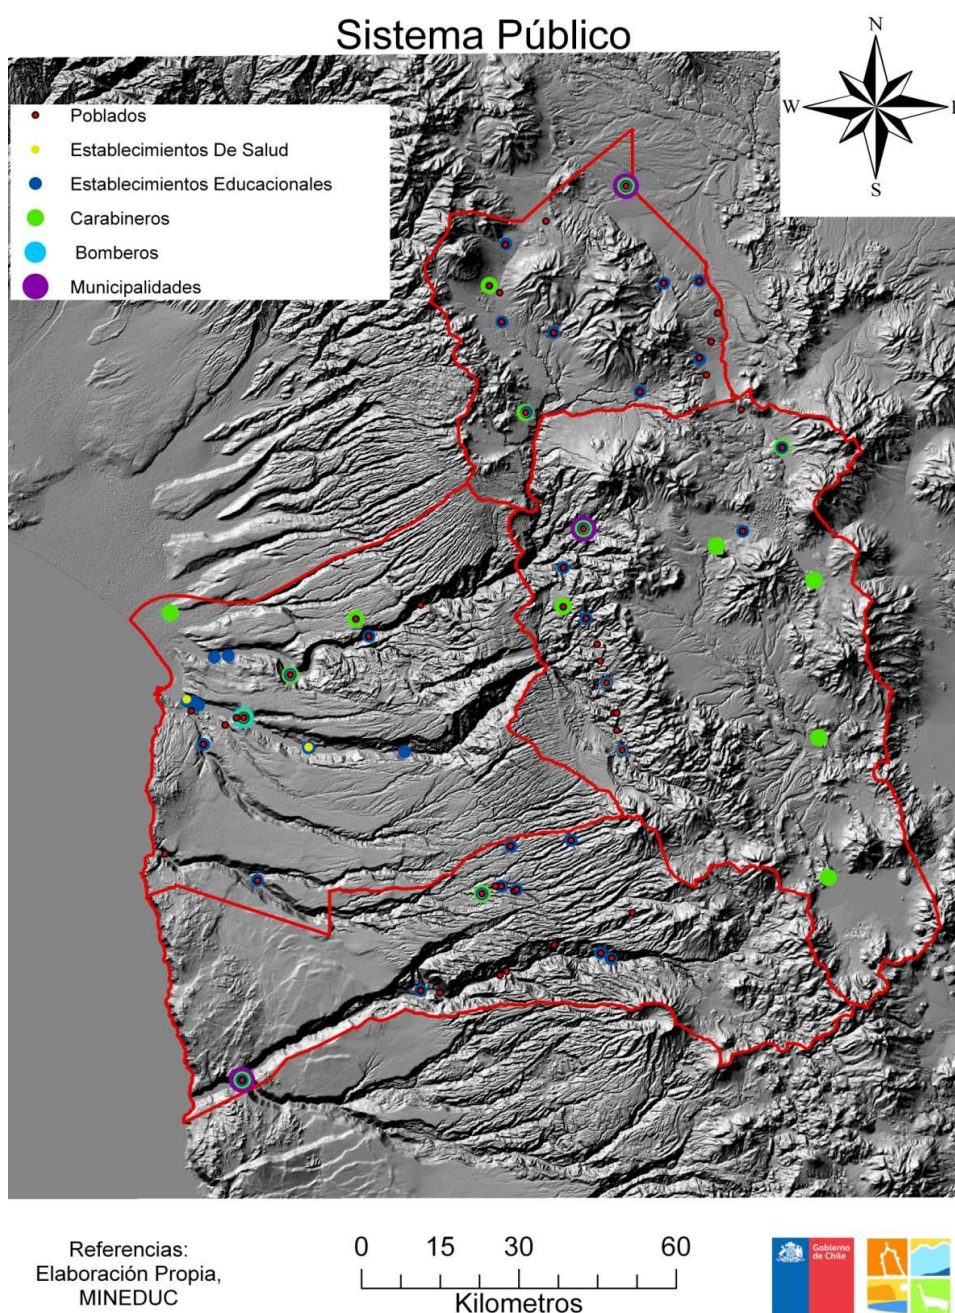 Sistema Público
N
W
E
S
Poblados
Establecimientos De Salud
Establecimientos Educacionales
Carabineros
Bomberos
Municipalidades
Referencias:
Elaboración Propia,
MINEDUC
0 15 30 60
Kilometros
Gobierno
de Chile